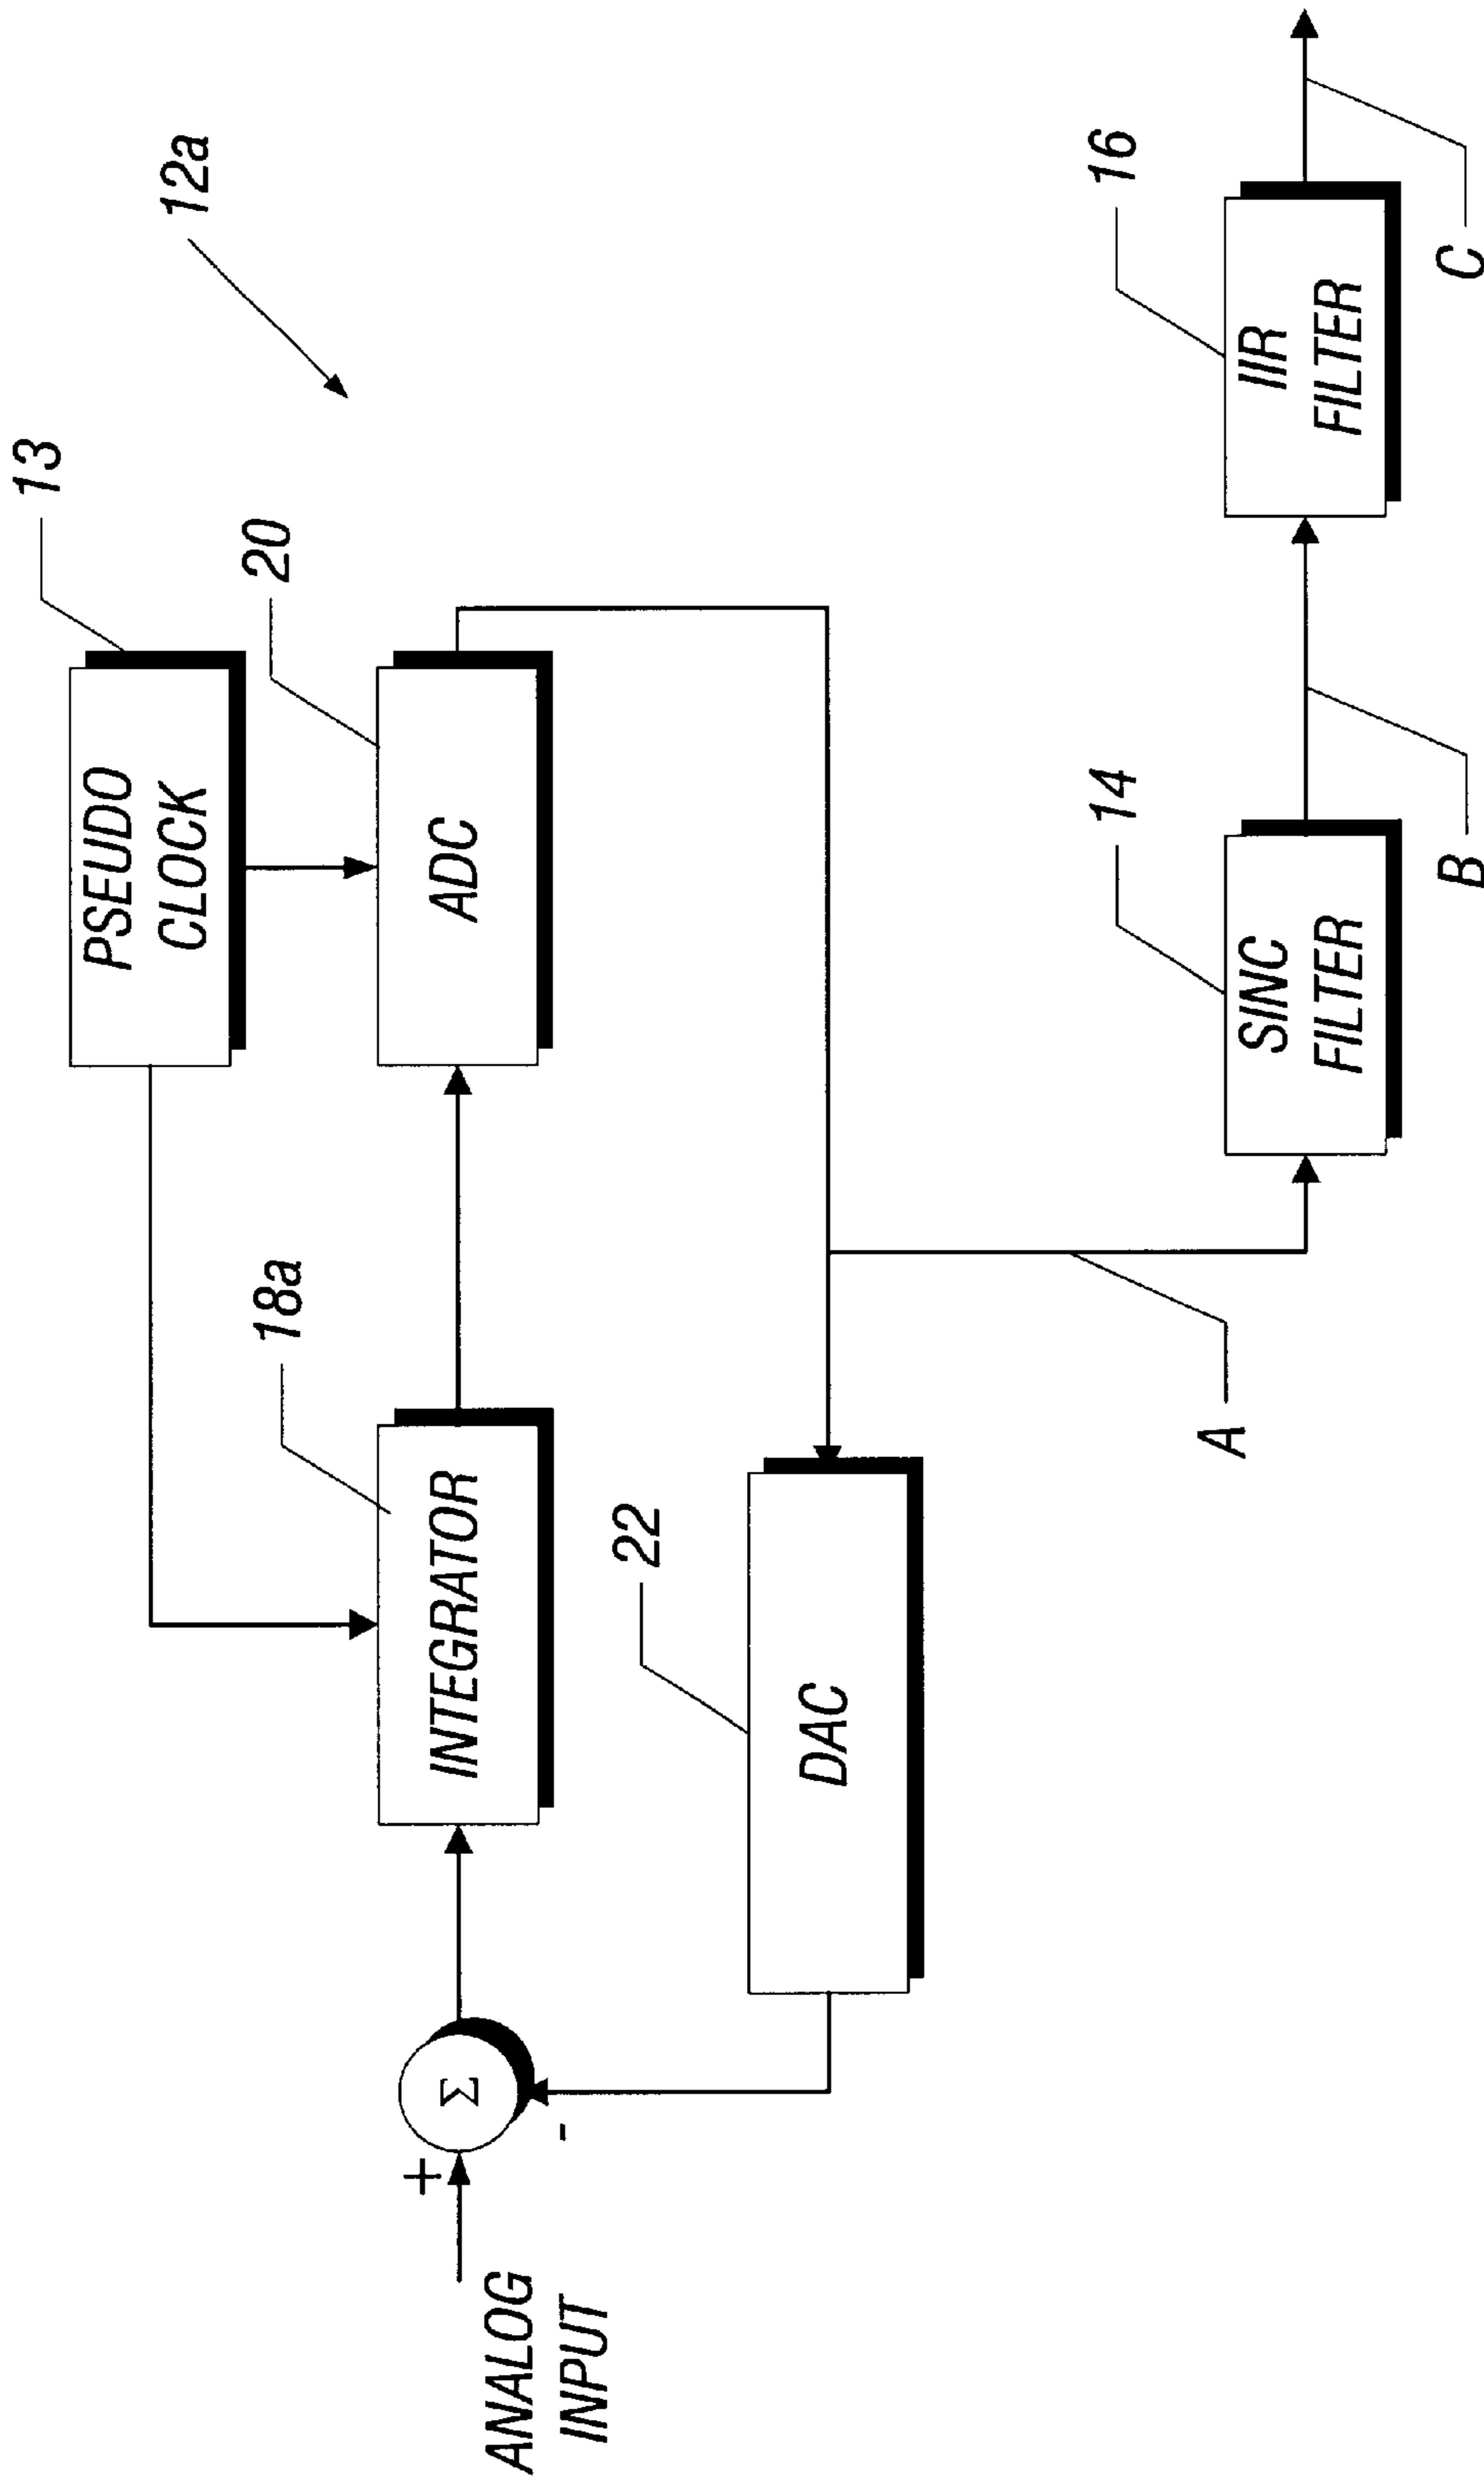 12a
13
PSEUDO
CLOCK
20
ADC
18a
INTEGRATOR
+
Σ
-
ANALOG
INPUT
22
DAC
A
14
SINC
FILTER
B
16
IIR
FILTER
C